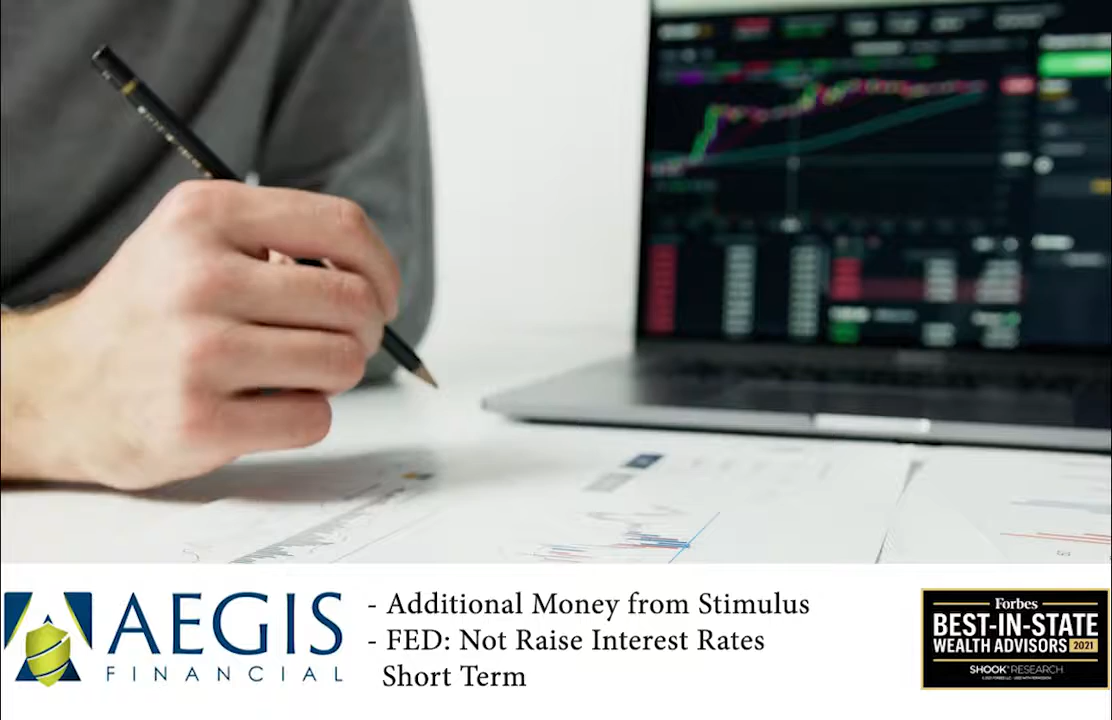 AEGIS
FINANCIAL
- Additional Money from Stimulus
- FED: Not Raise Interest Rates
Short Term
Forbes
BEST-IN-STATE
WEALTH ADVISORS 2021
SHOOK RESEARCH